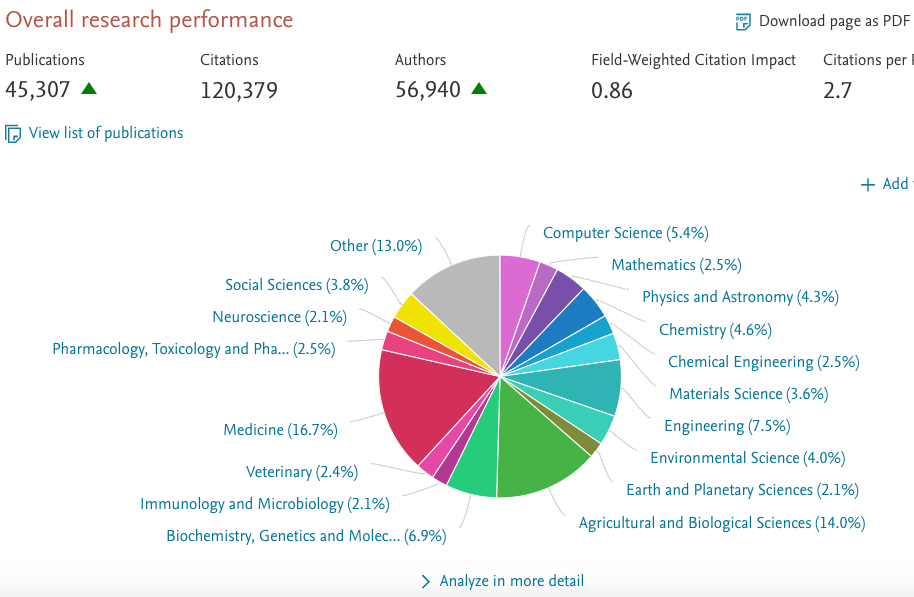 Overall research performance
PDF Download page as PDF
Publications Citations Authors Field-Weighted Citation Impact Citations per
45,307 120,379 56,940 0.86 2.7
View list of publications
+ Add
Computer Science (5.4%)
Other (13.0%)
Mathematics (2.5%)
Social Sciences (3.8%)
Physics and Astronomy (4.3%)
Neuroscience (2.1%)
Chemistry (4.6%)
Pharmacology, Toxicology and Pha... (2.5%)
Chemical Engineering (2.5%)
Materials Science (3.6%)
Engineering (7.5%)
Medicine (16.7%)
Environmental Science (4.0%)
Veterinary (2.4%)
Earth and Planetary Sciences (2.1%)
Immunology and Microbiology (2.1%)
Agricultural and Biological Sciences (14.0%)
Biochemistry, Genetics and Molec... (6.9%)
Analyze in more detail